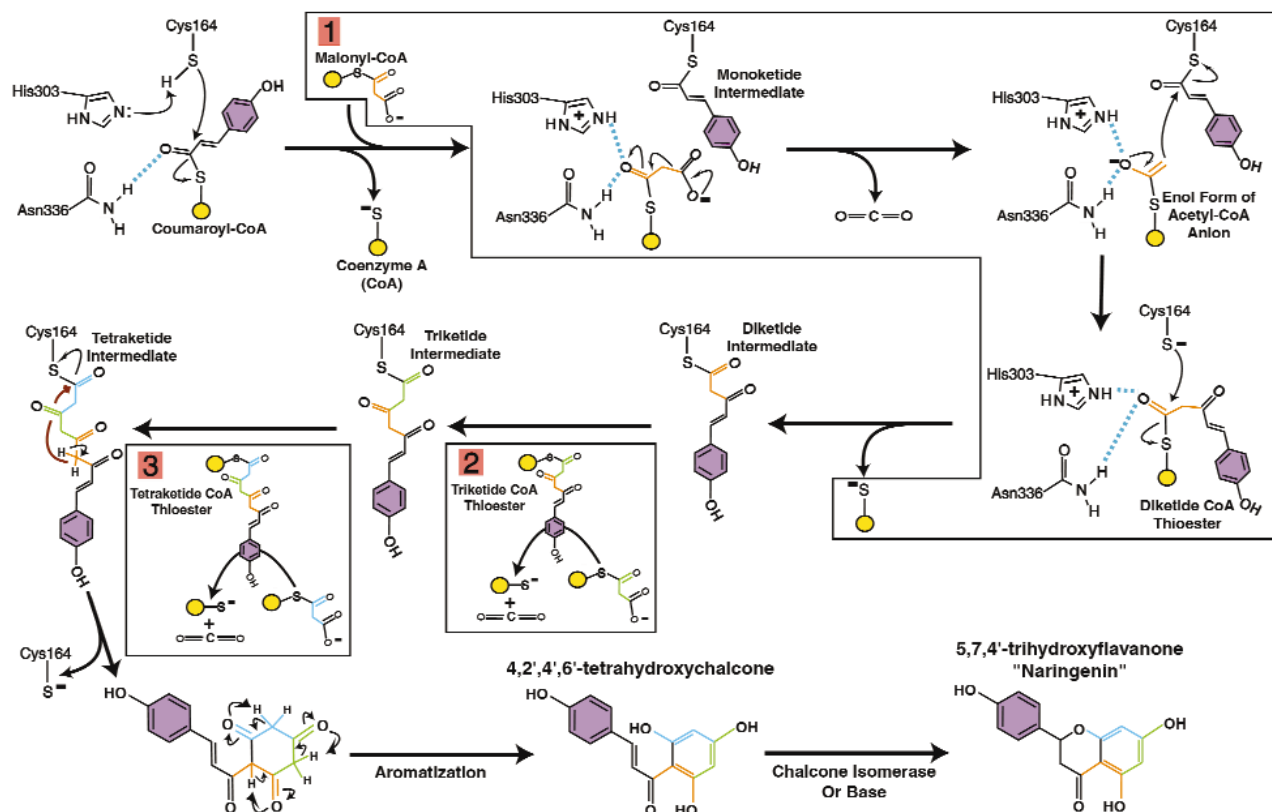 Cys164
S
H
His303
N:
N
H
OH
O
S
H
O
N
H
Asn336
Coumaroyl-CoA
1
Malonyl-CoA
S
O
O
O-
S-
Coenzyme A
(CoA)
Cys164
S
O
Monoketide
Intermediate
OH
His303
+
HN
NH
O
O
O-
H
O
N
H
S
Asn336
O=C=O
Cys164
S
O
OH
His303
+
HN
NH
-O
H
O
N
H
S
Asn336
Enol Form of
Acetyl-CoA
Anion
Cys164
S-
His303
+
HN
NH
O
O
S
H
O
N
H
Asn336
OH
Diketide CoA
Thioester
S-
Cys164
S
O
O
OH
Diketide
Intermediate
Cys164
S
O
O
O
OH
Triketide
Intermediate
2
Triketide CoA
Thioester
S
O
O
O
OH
S-
+
O=C=O
S
O
O
O-
Cys164
S
O
O
O
H
H
O
OH
Tetraketide
Intermediate
3
Tetraketide CoA
Thioester
S
O
O
O
O
OH
S-
+
O=C=O
S
O
O
O-
Cys164
S-
HO
O
H
H
O
H
H
H
O
O
Aromatization
4,2',4',6'-tetrahydroxychalcone
HO
HO
OH
O
HO
Chalcone Isomerase
Or Base
5,7,4'-trihydroxyflavanone
"Naringenin"
HO
O
OH
O
OH